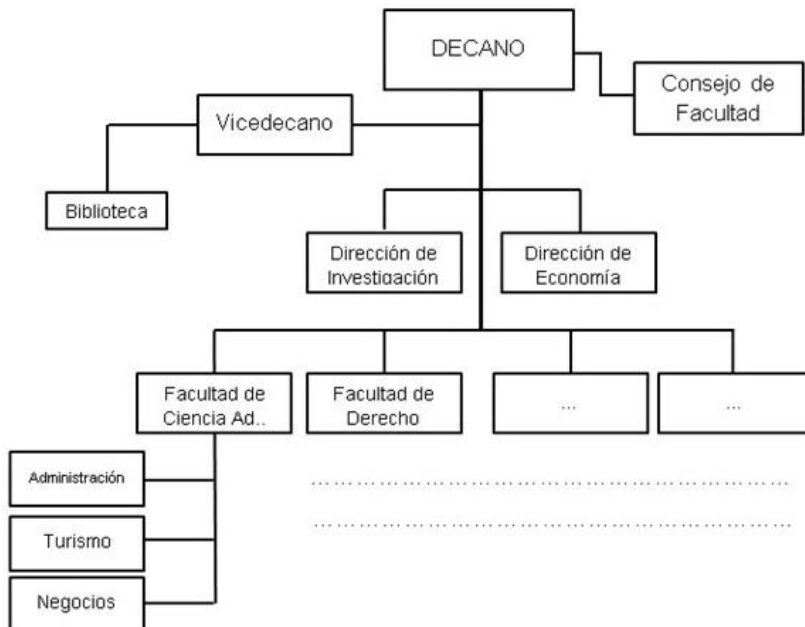 DECANO
Consejo de
Facultad
Vicedecano
Biblioteca
Dirección de
Investigación
Dirección de
Economía
Facultad de
Ciencia Ad..
Facultad de
Derecho
...
...
Administración
Turismo
Negocios
……………………………………………………………
……………………………………………………………